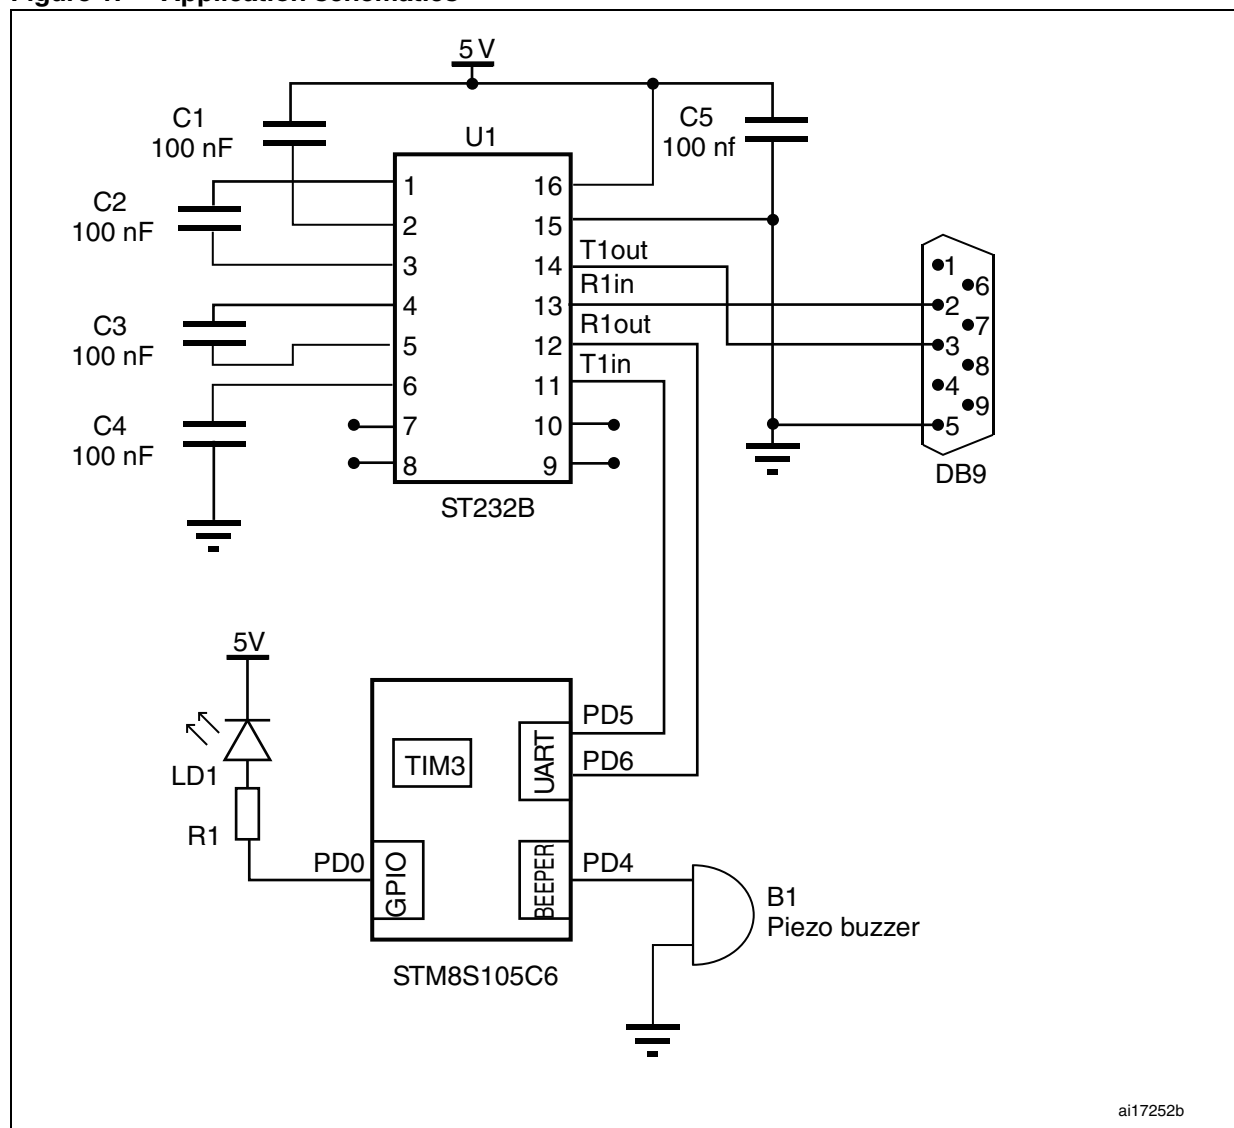 Figure 1. Application schematics
5 V
C1
100 nF
U1
C5
100 nf
C2
100 nF
1
16
2
15
3
14
T1out
R1in
4
13
R1out
C3
100 nF
5
12
T1in
6
11
C4
100 nF
7
10
8
9
ST232B
1
6
2
7
3
8
4
9
5
DB9
5V
LD1
R1
PD0
GPIO
TIM3
UART
PD5
PD6
BEEPER
PD4
B1
Piezo buzzer
STM8S105C6
ai17252b